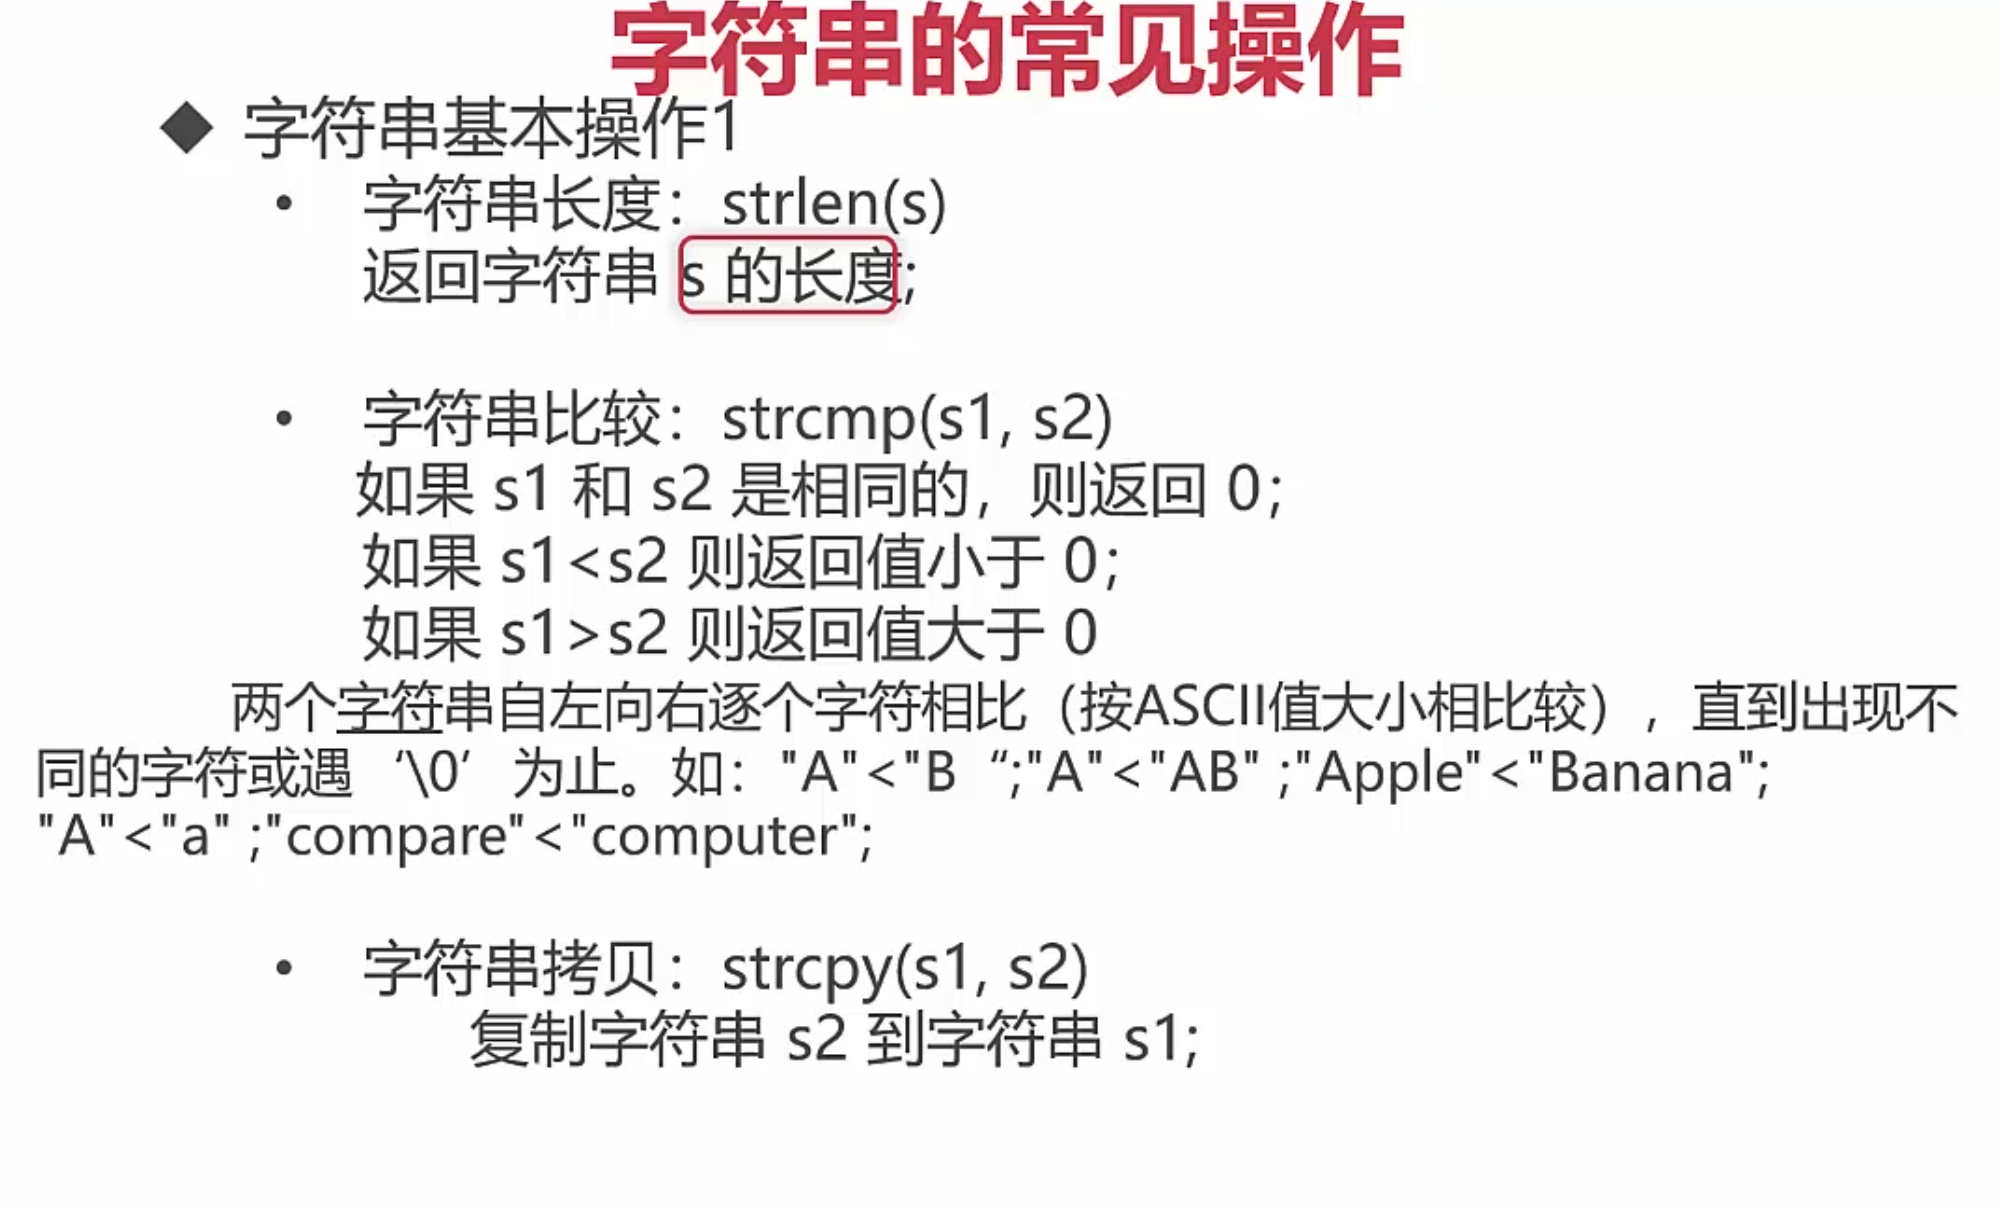 字符串的常见操作
◆ 字符串基本操作1
• 字符串长度：strlen(s)
返回字符串 s 的长度;
• 字符串比较：strcmp(s1, s2)
如果 s1 和 s2 是相同的，则返回 0；
如果 s1<s2 则返回值小于 0；
如果 s1>s2 则返回值大于 0
两个字符串自左向右逐个字符相比（按ASCII值大小相比较），直到出现不
同的字符或遇‘\0’为止。如："A"<"B“;"A"<"AB" ;"Apple"<"Banana";
"A"<"a" ;"compare"<"computer";
• 字符串拷贝：strcpy(s1, s2)
复制字符串 s2 到字符串 s1;